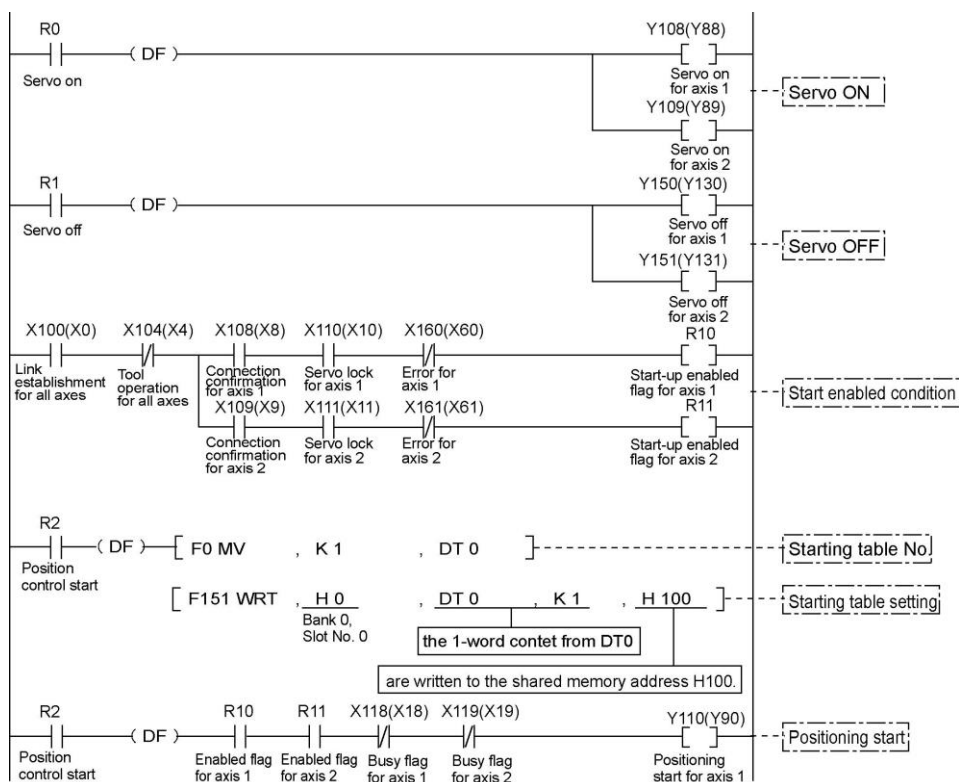 R0
Y108(Y88)
( DF )
Servo on
Servo on
for axis 1
Servo ON
Y109(Y89)
Servo on
for axis 2
R1
Y150(Y130)
( DF )
Servo off
Servo off
for axis 1
Servo OFF
Y151(Y131)
Servo off
for axis 2
X100(X0) X104(X4) X108(X8) X110(X10) X160(X60) R10
Link
establishment
for all axes
Tool
operation
for all axes
Connection
confirmation
for axis 1
Servo lock
for axis 1
Error for
axis 1
Start-up enabled
flag for axis 1
Start enabled condition
X109(X9) X111(X11) X161(X61) R11
Connection
confirmation
for axis 2
Servo lock
for axis 2
Error for
axis 2
Start-up enabled
flag for axis 2
R2
( DF ) [ F0 MV , K 1 , DT 0 ]
Starting table No.
Position
control start
[ F151 WRT , H 0 , DT 0 , K 1 , H 100 ]
Starting table setting
Bank 0,
Slot No. 0
the 1-word contet from DT0
are written to the shared memory address H100.
R2 R10 R11 X118(X18) X119(X19) Y110(Y90)
( DF )
Positioning start
Position
control start
Enabled flag
for axis 1
Enabled flag
for axis 2
Busy flag
for axis 1
Busy flag
for axis 2
Positioning
start for axis 1